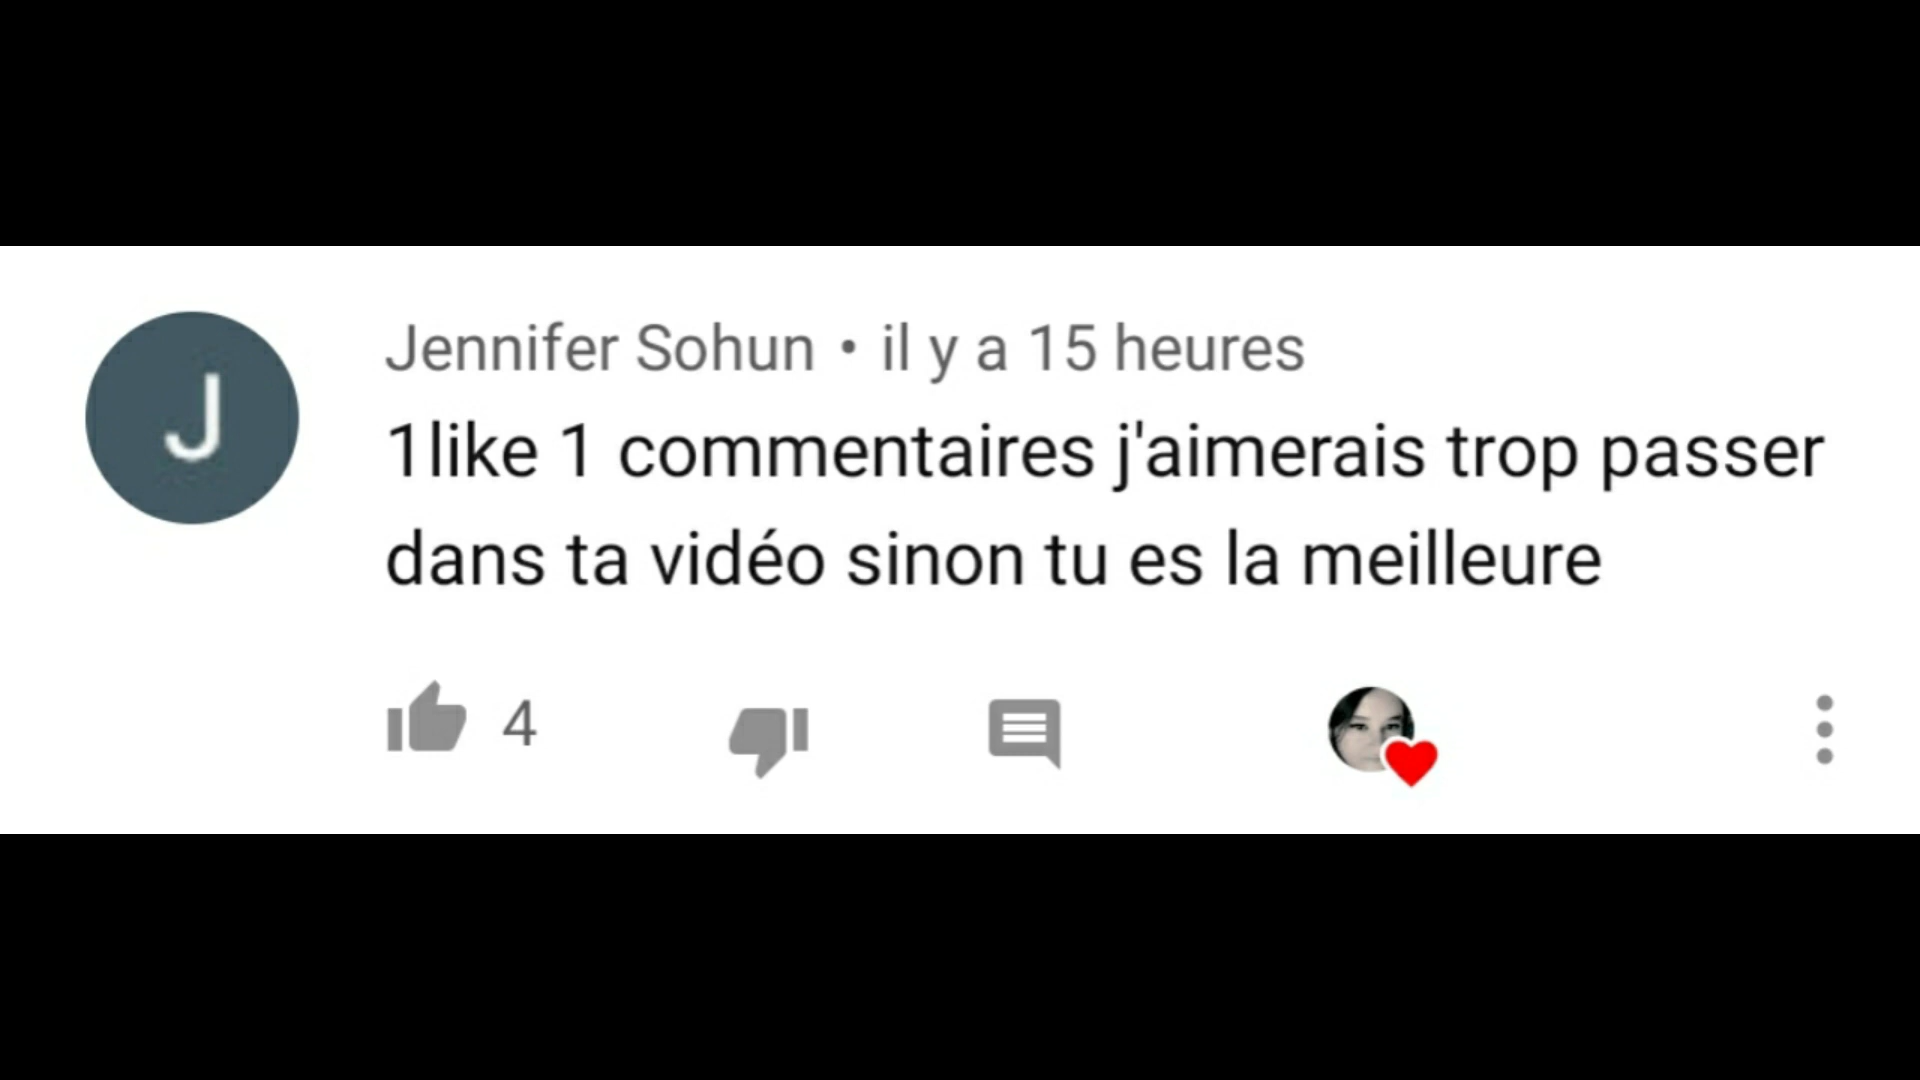 J
Jennifer Sohun • il y a 15 heures
1like 1 commentaires j'aimerais trop passer
dans ta vidéo sinon tu es la meilleure
4